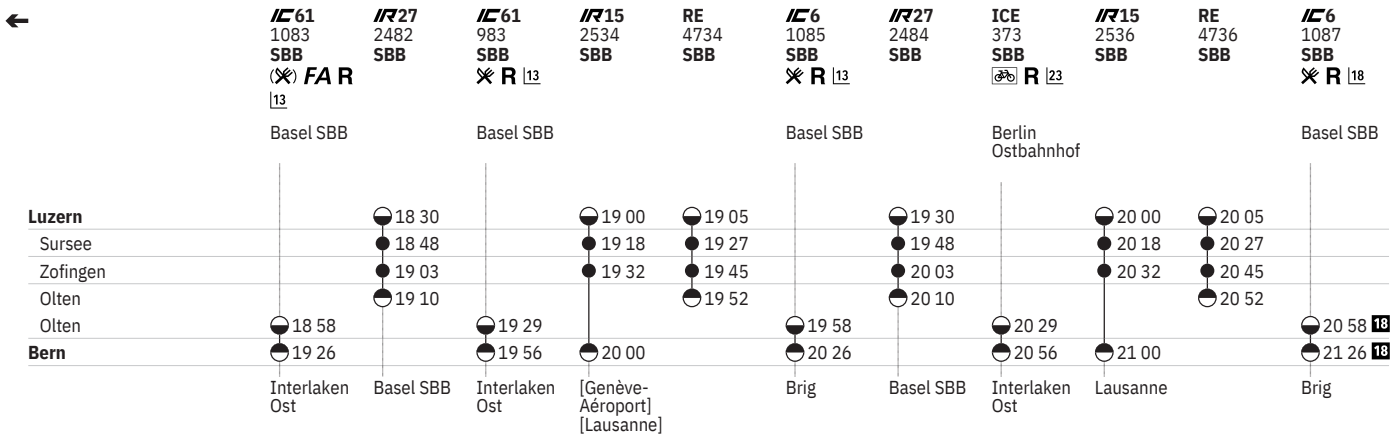 IC61 IR27 IC61 IR15 RE IC6 IR27 ICE IR15 RE IC6
1083 2482 983 2534 4734 1085 2484 373 2536 4736 1087
SBB SBB SBB SBB SBB SBB SBB SBB SBB SBB SBB
FA R R 13 R 13 R 23 R 18
13
Basel SBB Basel SBB Basel SBB Berlin Basel SBB
Ostbahnhof
Luzern 18 30 19 00 19 05 19 30 20 00 20 05
Sursee 18 48 19 18 19 27 19 48 20 18 20 27
Zofingen 19 03 19 32 19 45 20 03 20 32 20 45
Olten 19 10 19 52 20 10 20 52
Olten 18 58 19 29 19 58 20 29 20 58 18
Bern 19 26 19 56 20 00 20 26 20 56 21 00 21 26 18
Interlaken Basel SBB Interlaken [Genève- Brig Basel SBB Interlaken Lausanne Brig
Ost Ost Aéroport] Ost
[Lausanne]